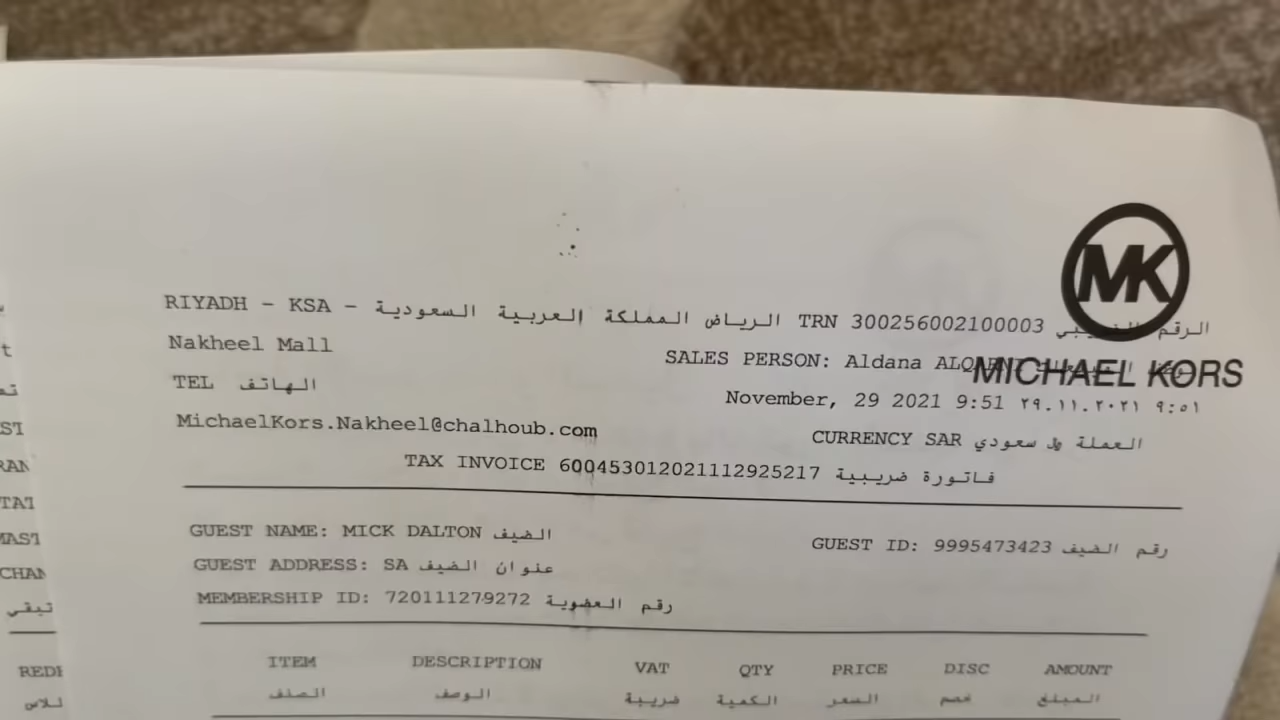 MK
MICHAEL KORS
RIYADH - KSA - الرياض المملكة العربية السعودية
TRN 300256002100003 الرقم
Nakheel Mall
SALES PERSON: Aldana
TEL الهاتف
November, 29 2021 9:51 ٢٩.١١.٢٠٢١ ٩:٥١
MichaelKors.Nakheel@chalhoub.com
CURRENCY SAR العملة ﷼ سعودي
TAX INVOICE 600453012021112925217 فاتورة ضريبية
GUEST NAME: MICK DALTON الضيف
GUEST ID: 9995473423 رقم الضيف
GUEST ADDRESS: SA عنوان الضيف
MEMBERSHIP ID: 720111279272 رقم العضوية
ITEM DESCRIPTION VAT QTY PRICE DISC AMOUNT
الصنف الوصف ضريبة الكمية السعر خصم المبلغ